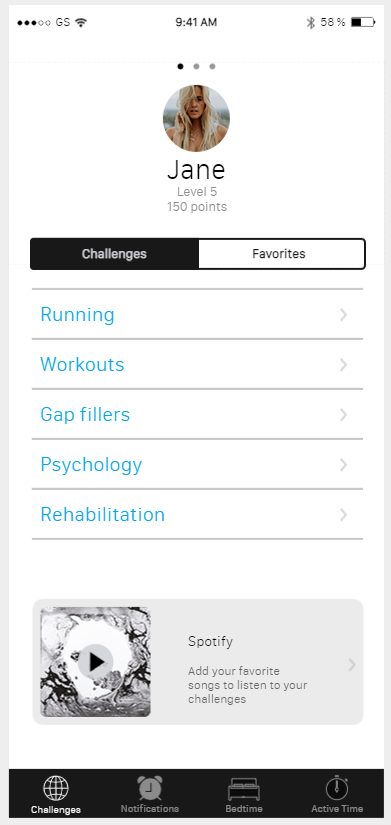 GS 9:41 AM 58 %
Jane
Level 5
150 points
Challenges Favorites
Running
Workouts
Gap fillers
Psychology
Rehabilitation
Spotify
Add your favorite
songs to listen to your
challenges
Challenges Notifications Bedtime Active Time